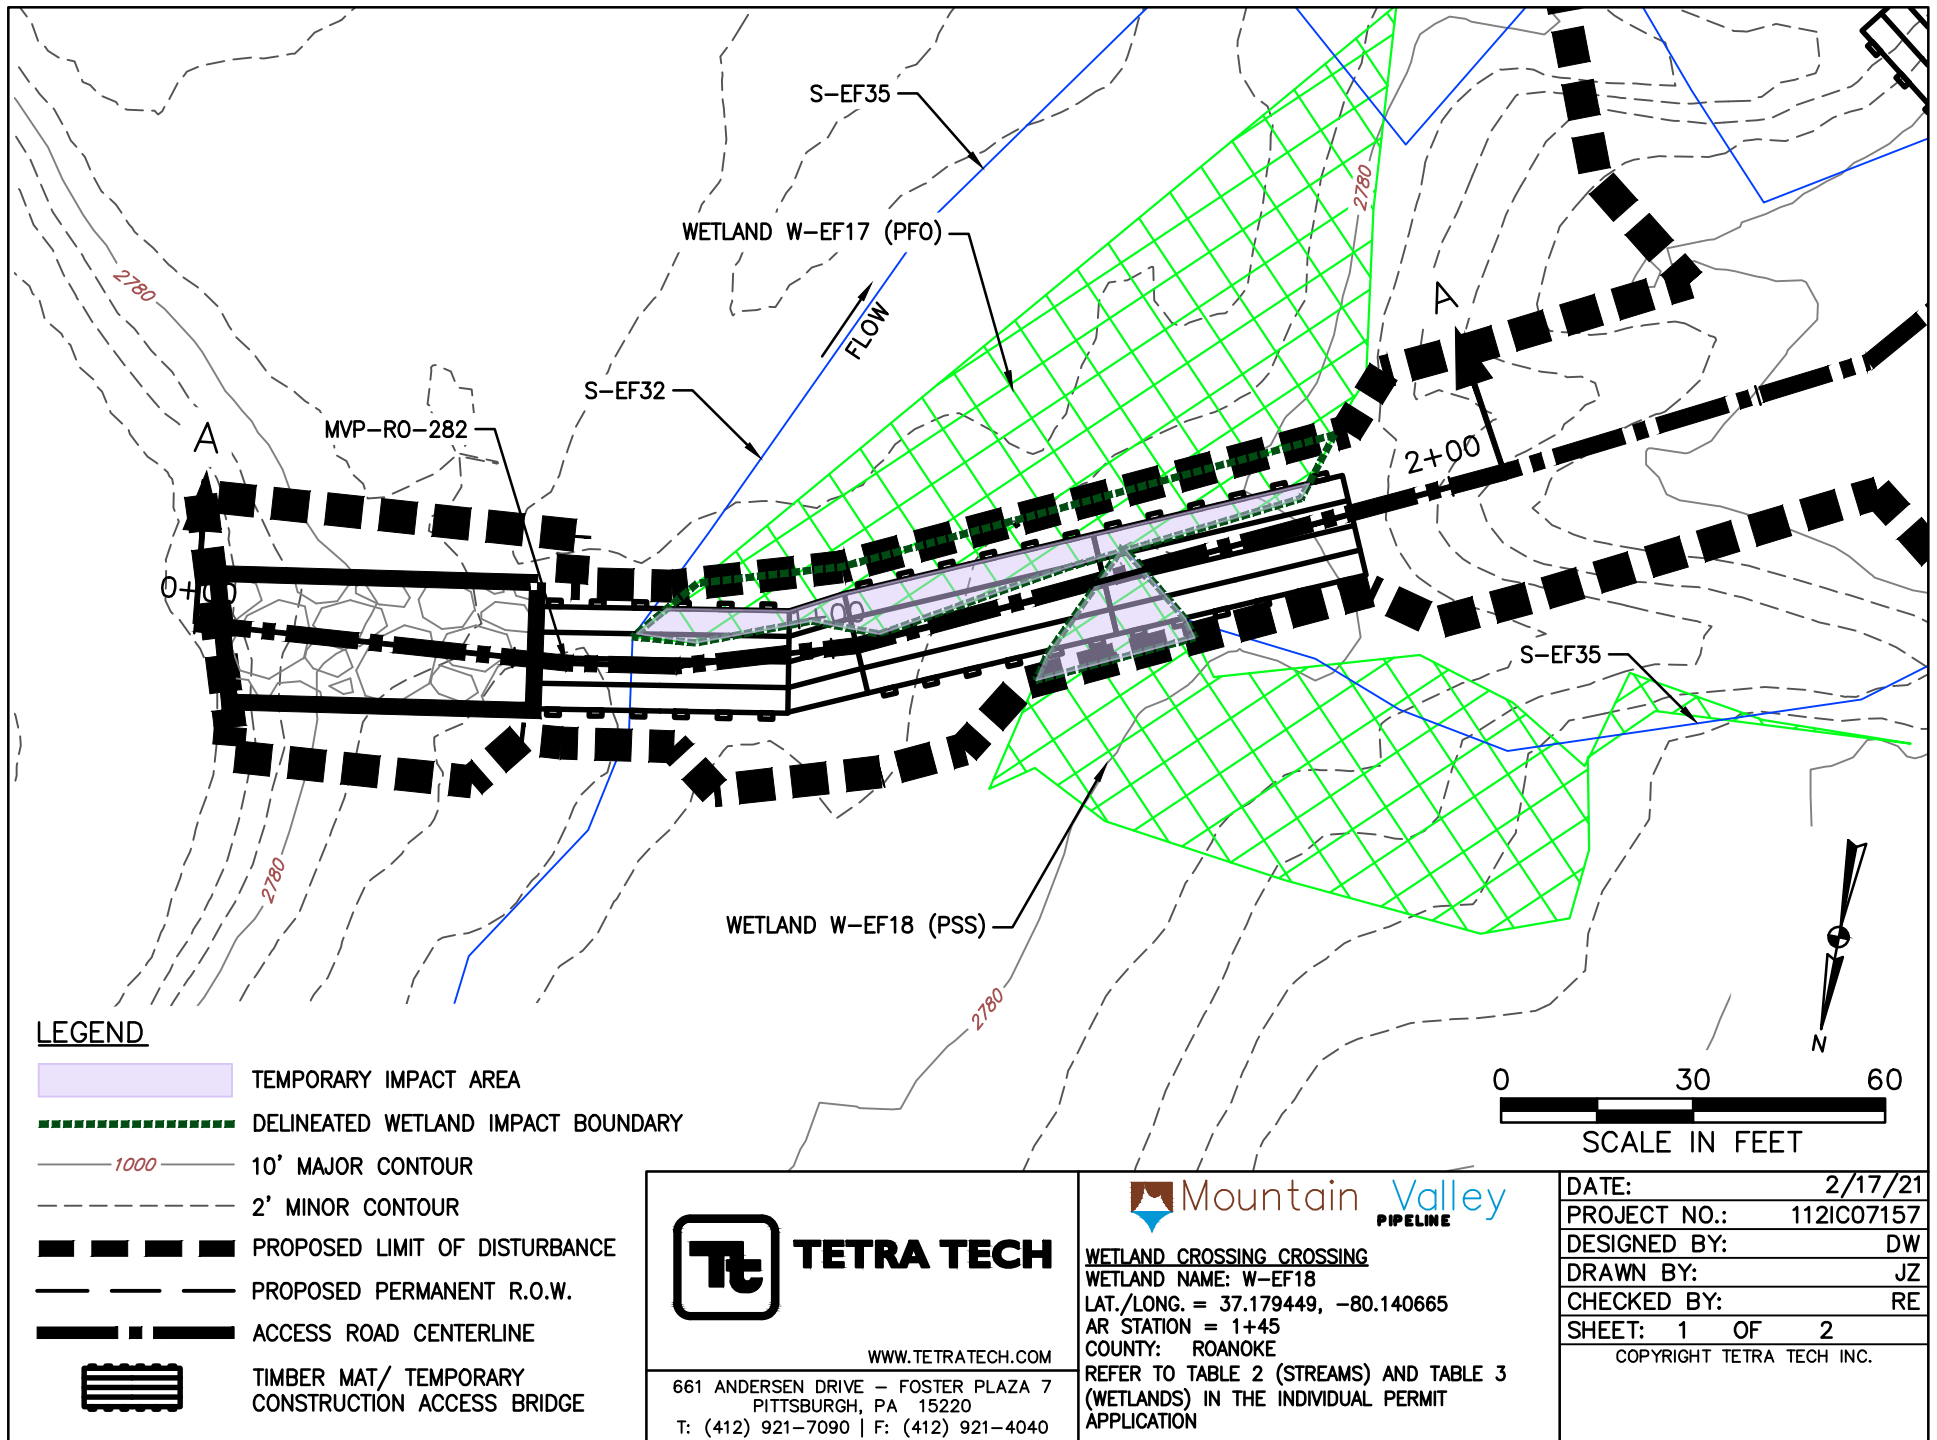 S-EF35
2780
WETLAND W-EF17 (PFO)
2780
A
FLOW
S-EF32
MVP-RO-282
A
2+00
0+00
1+00
S-EF35
2780
WETLAND W-EF18 (PSS)
2780
N
LEGEND
TEMPORARY IMPACT AREA
DELINEATED WETLAND IMPACT BOUNDARY
1000
10' MAJOR CONTOUR
2' MINOR CONTOUR
PROPOSED LIMIT OF DISTURBANCE
PROPOSED PERMANENT R.O.W.
ACCESS ROAD CENTERLINE
TIMBER MAT/ TEMPORARY
CONSTRUCTION ACCESS BRIDGE
0 30 60
SCALE IN FEET
Tt TETRA TECH
WWW.TETRATECH.COM
661 ANDERSEN DRIVE - FOSTER PLAZA 7
PITTSBURGH, PA 15220
T: (412) 921-7090 | F: (412) 921-4040
Mountain Valley
PIPELINE
WETLAND CROSSING CROSSING
WETLAND NAME: W-EF18
LAT./LONG. = 37.179449, -80.140665
AR STATION = 1+45
COUNTY: ROANOKE
REFER TO TABLE 2 (STREAMS) AND TABLE 3
(WETLANDS) IN THE INDIVIDUAL PERMIT
APPLICATION
DATE: 2/17/21
PROJECT NO.: 112IC07157
DESIGNED BY: DW
DRAWN BY: JZ
CHECKED BY: RE
SHEET: 1 OF 2
COPYRIGHT TETRA TECH INC.